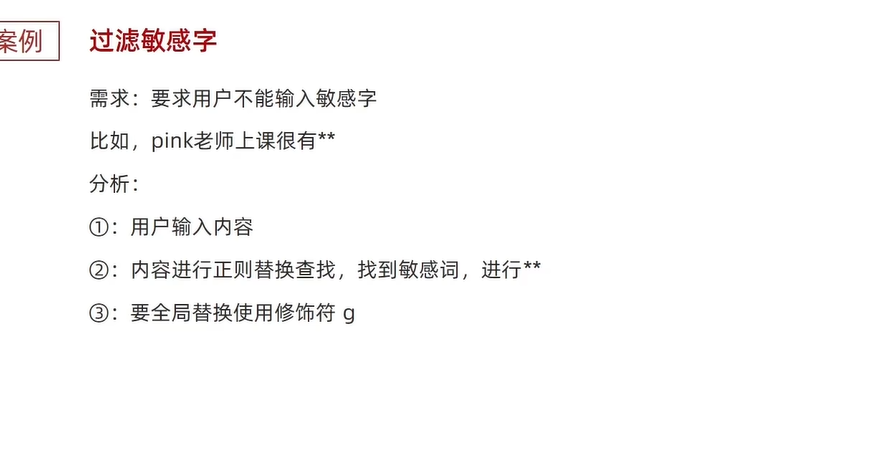 案例
过滤敏感字
需求：要求用户不能输入敏感字
比如，pink老师上课很有**
分析：
①：用户输入内容
②：内容进行正则替换查找，找到敏感词，进行**
③：要全局替换使用修饰符 g